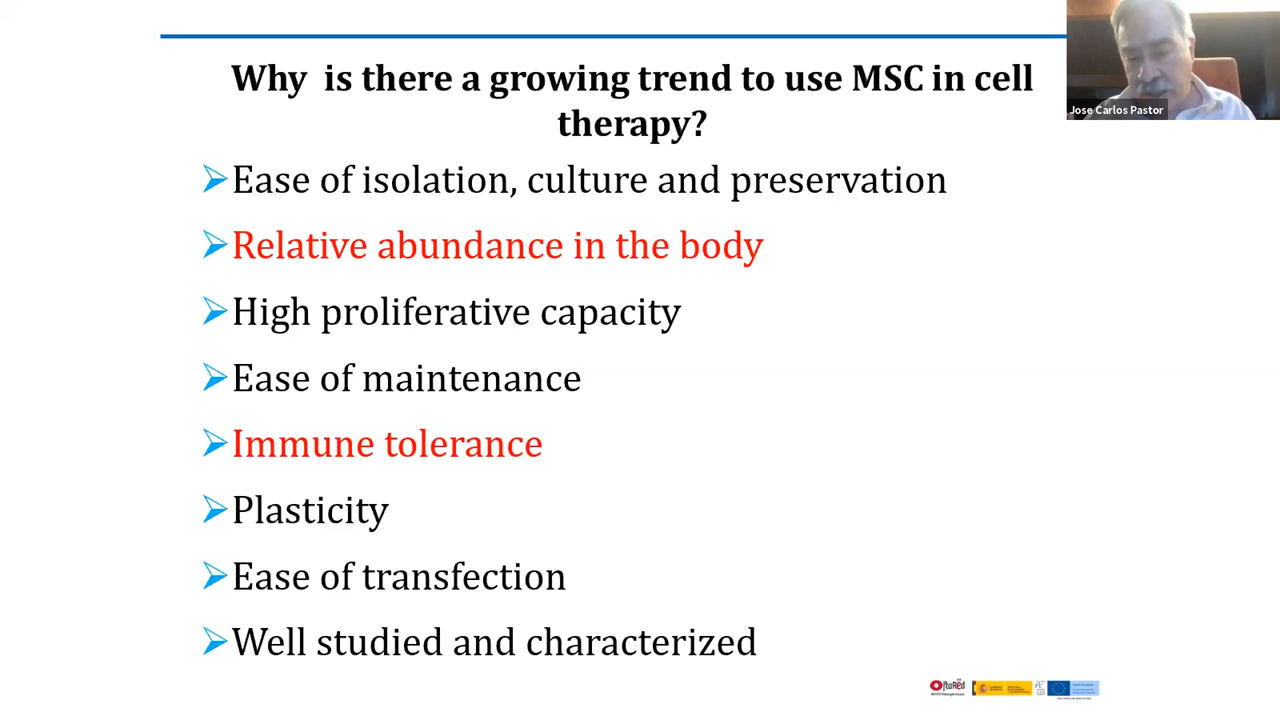 Why is there a growing trend to use MSC in cell
therapy?
Ease of isolation, culture and preservation
Relative abundance in the body
High proliferative capacity
Ease of maintenance
Immune tolerance
Plasticity
Ease of transfection
Well studied and characterized
Jose Carlos Pastor
OftaRed